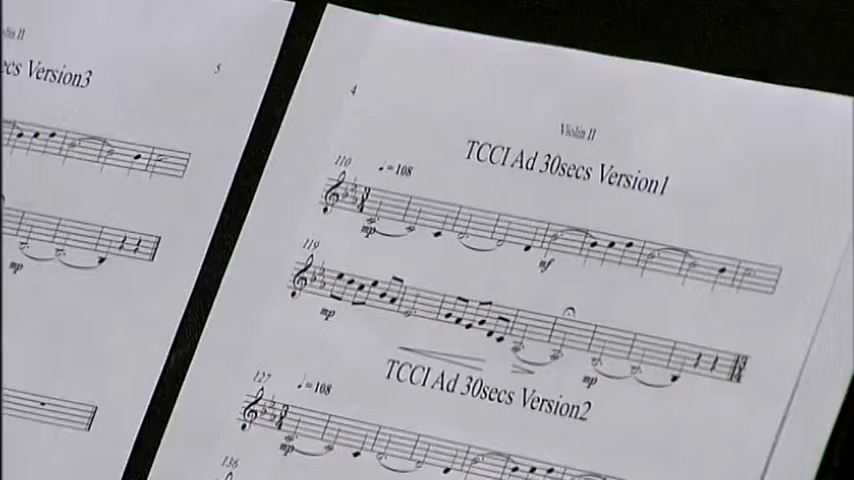 Violin II
ecs Version3
5
mp
4
Violin II
TCCI Ad 30secs Version1
110
♩=108
mp
mf
119
mp
mp
TCCI Ad 30secs Version2
127
♩=108
mp
136